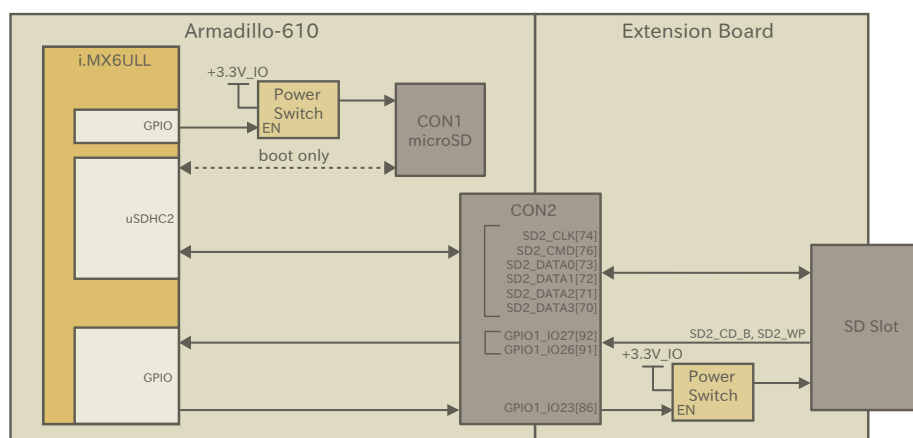 Armadillo-610
Extension Board
i.MX6ULL
+3.3V_IO
Power
Switch
EN
GPIO
CON1
microSD
boot only
uSDHC2
CON2
SD2_CLK[74]
SD2_CMD[76]
SD2_DATA0[73]
SD2_DATA1[72]
SD2_DATA2[71]
SD2_DATA3[70]
SD Slot
GPIO1_IO27[92]
GPIO1_IO26[91]
SD2_CD_B, SD2_WP
+3.3V_IO
Power
Switch
EN
GPIO
GPIO1_IO23[86]